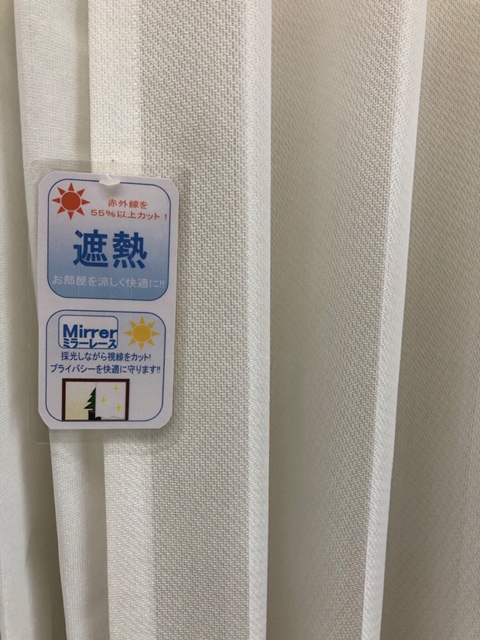 赤外線を
55%以上カット!
遮熱
お部屋を涼しく快適に!!
Mirrer
ミラーレース
採光しながら視線をカット!
プライバシーを快適に守ります!!